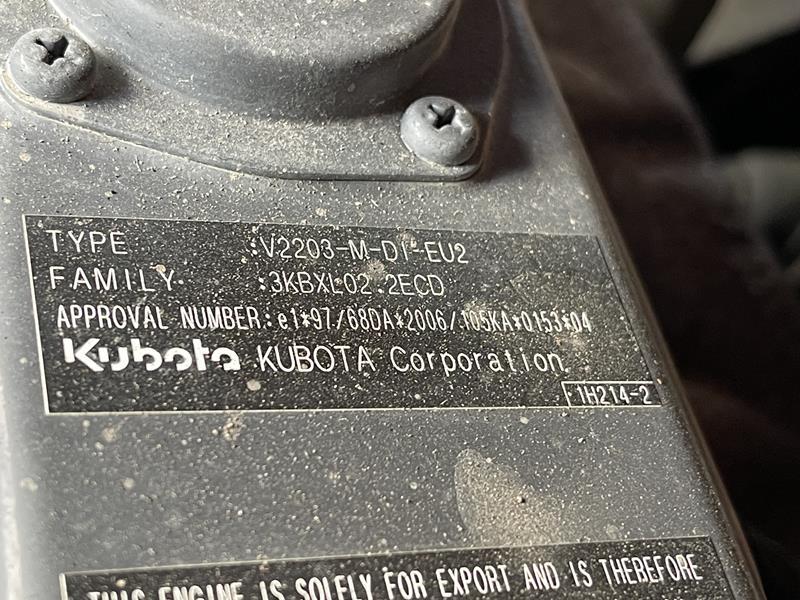 TYPE :V2203-M-DI-EU2
FAMILY :3KBXL02.2ECD
APPROVAL NUMBER:e1*97/68DA*2006/105KA*0153*04
Kubota KUBOTA Corporation
1H214-2
THIS ENGINE IS SOLELY FOR EXPORT AND IS THEREFORE